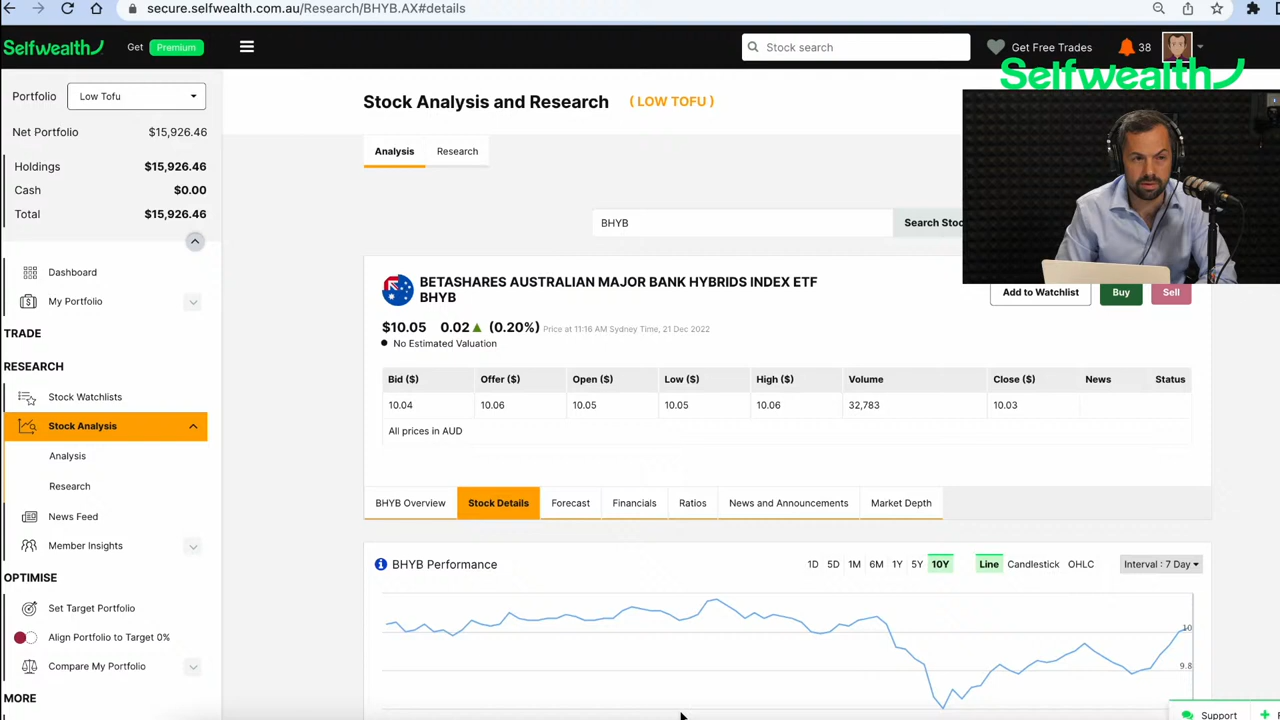 secure.selfwealth.com.au/Research/BHYB.AX#details
Selfwealth
Get Premium
Stock search
Get Free Trades
38
Selfwealth
Portfolio
Low Tofu
Net Portfolio $15,926.46
Holdings $15,926.46
Cash $0.00
Total $15,926.46
Dashboard
My Portfolio
TRADE
RESEARCH
Stock Watchlists
Stock Analysis
Analysis
Research
News Feed
Member Insights
OPTIMISE
Set Target Portfolio
Align Portfolio to Target 0%
Compare My Portfolio
MORE
Stock Analysis and Research ( LOW TOFU )
Analysis Research
BHYB
Search
BETASHARES AUSTRALIAN MAJOR BANK HYBRIDS INDEX ETF
BHYB
Add to Watchlist Buy Sell
$10.05 0.02 (0.20%) Price at 11:16 AM Sydney Time, 21 Dec 2022
No Estimated Valuation
Bid ($) Offer ($) Open ($) Low ($) High ($) Volume Close ($) News Status
10.04 10.06 10.05 10.05 10.06 32,783 10.03
All prices in AUD
BHYB Overview Stock Details Forecast Financials Ratios News and Announcements Market Depth
BHYB Performance
1D 5D 1M 6M 1Y 5Y 10Y Line Candlestick OHLC Interval : 7 Day
10
9.8
Support